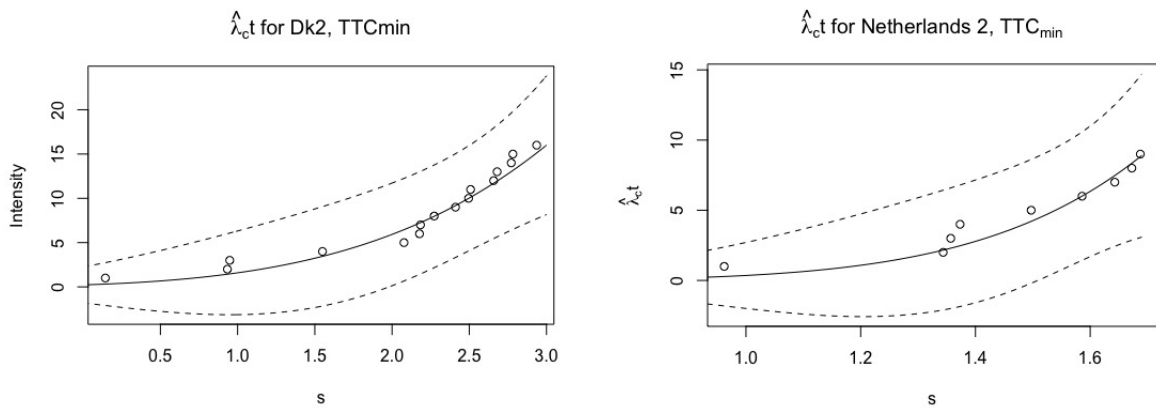 λ̂ct for Dk2, TTCmin
Intensity
0 5 10 15 20
0.5 1.0 1.5 2.0 2.5 3.0
s
λ̂ct for Netherlands 2, TTCmin
λ̂ct
0 5 10 15
1.0 1.2 1.4 1.6
s